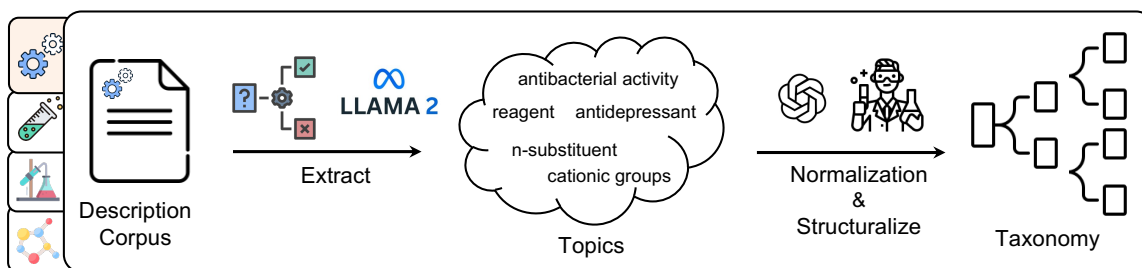 Description
Corpus
?
LLAMA 2
Extract
antibacterial activity
reagent antidepressant
n-substituent
cationic groups
Topics
Normalization
&
Structuralize
Taxonomy